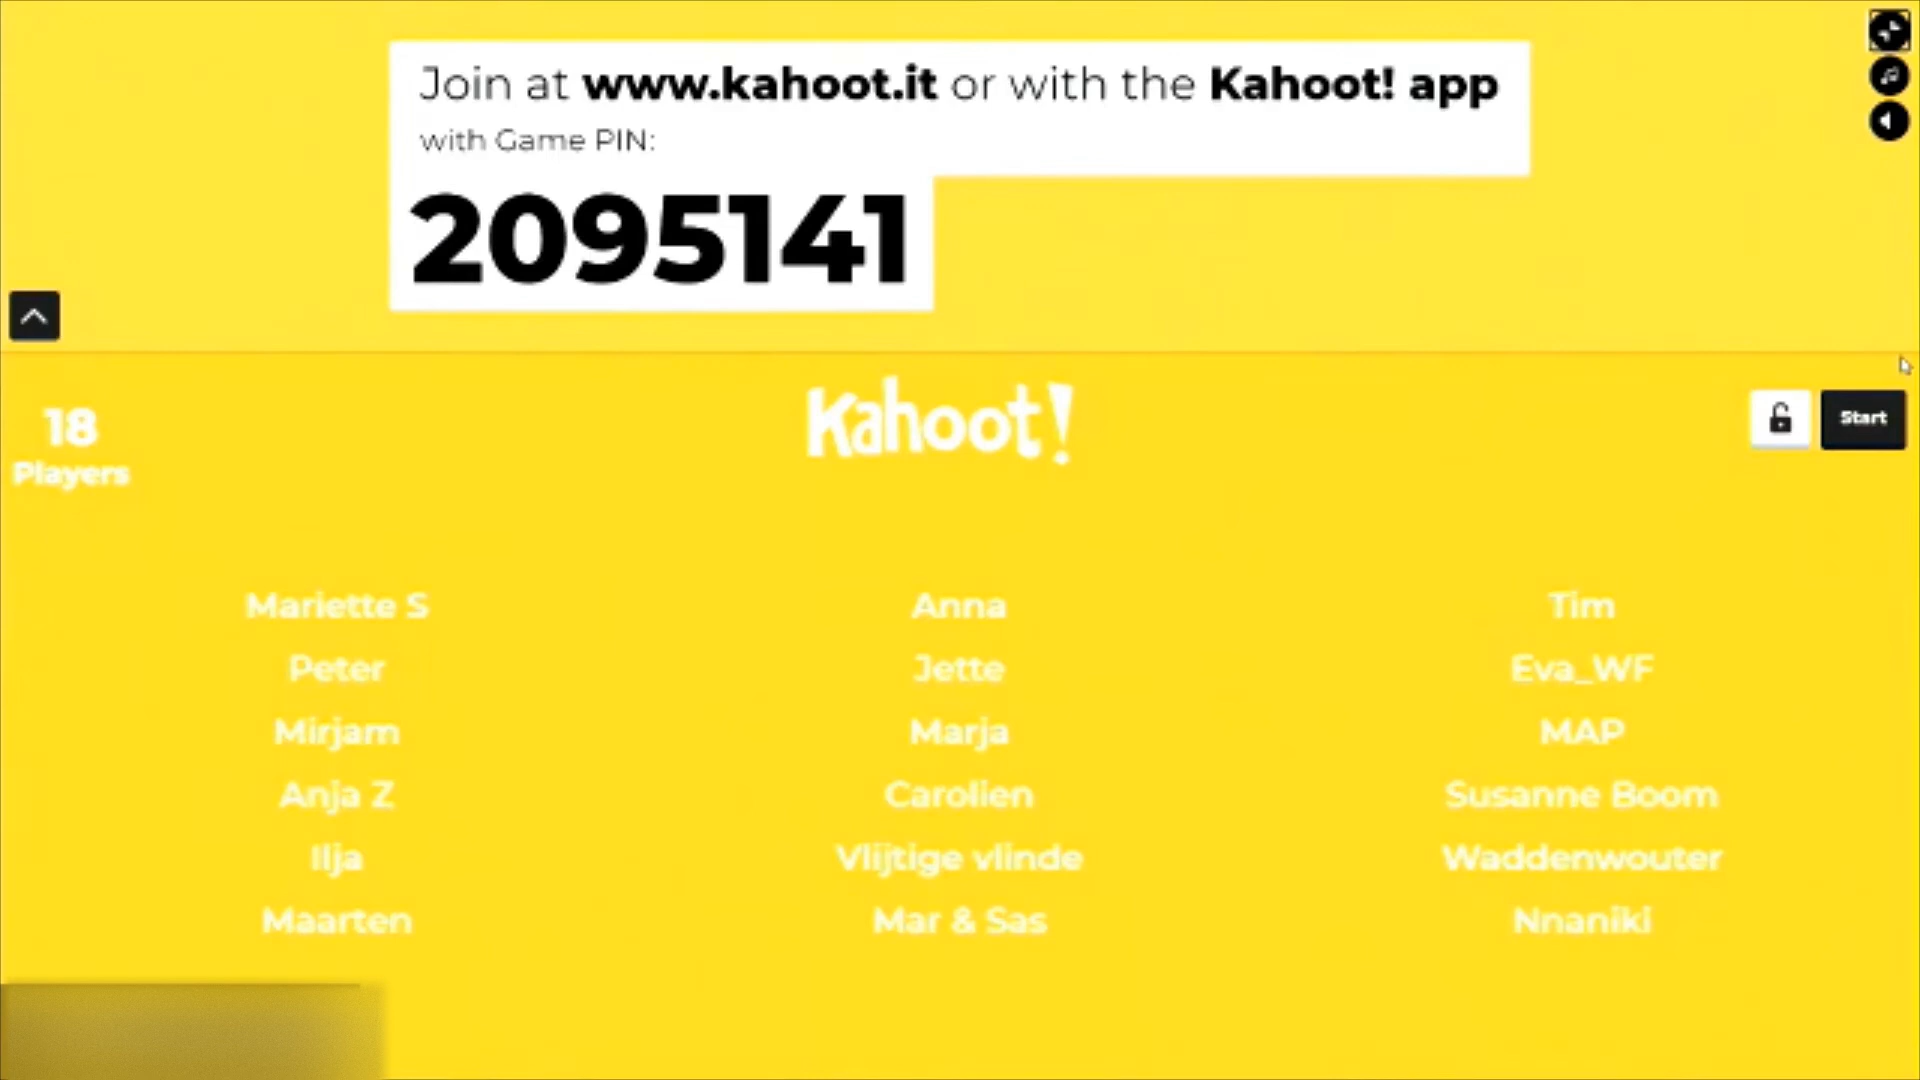 Join at www.kahoot.it or with the Kahoot! app
with Game PIN:
2095141
18
Players
Kahoot!
Start
Mariette S
Anna
Tim
Peter
Jette
Eva_WF
Mirjam
Marja
MAP
Anja Z
Carolien
Susanne Boom
Ilja
Vlijtige vlinde
Waddenwouter
Maarten
Mar & Sas
Nnaniki